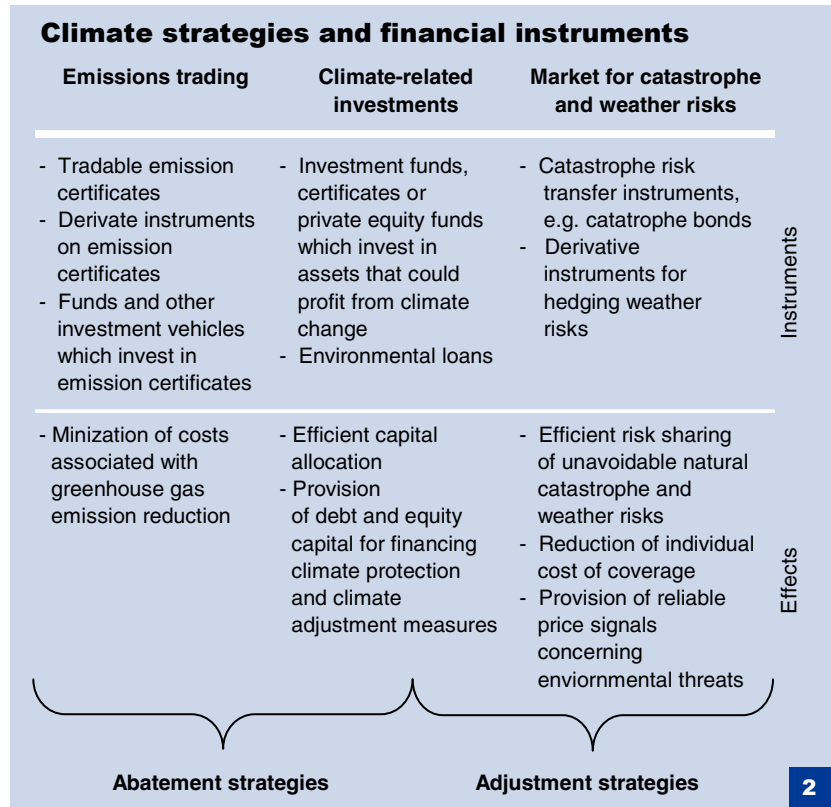 Climate strategies and financial instruments
Emissions trading
Climate-related
investments
Market for catastrophe
and weather risks
- Tradable emission
certificates
- Derivate instruments
on emission
certificates
- Funds and other
investment vehicles
which invest in
emission certificates
- Investment funds,
certificates or
private equity funds
which invest in
assets that could
profit from climate
change
- Environmental loans
- Catastrophe risk
transfer instruments,
e.g. catatrophe bonds
- Derivative
instruments for
hedging weather
risks
Instruments
- Minization of costs
associated with
greenhouse gas
emission reduction
- Efficient capital
allocation
- Provision
of debt and equity
capital for financing
climate protection
and climate
adjustment measures
- Efficient risk sharing
of unavoidable natural
catastrophe and
weather risks
- Reduction of individual
cost of coverage
- Provision of reliable
price signals
concerning
enviornmental threats
Effects
Abatement strategies
Adjustment strategies
2